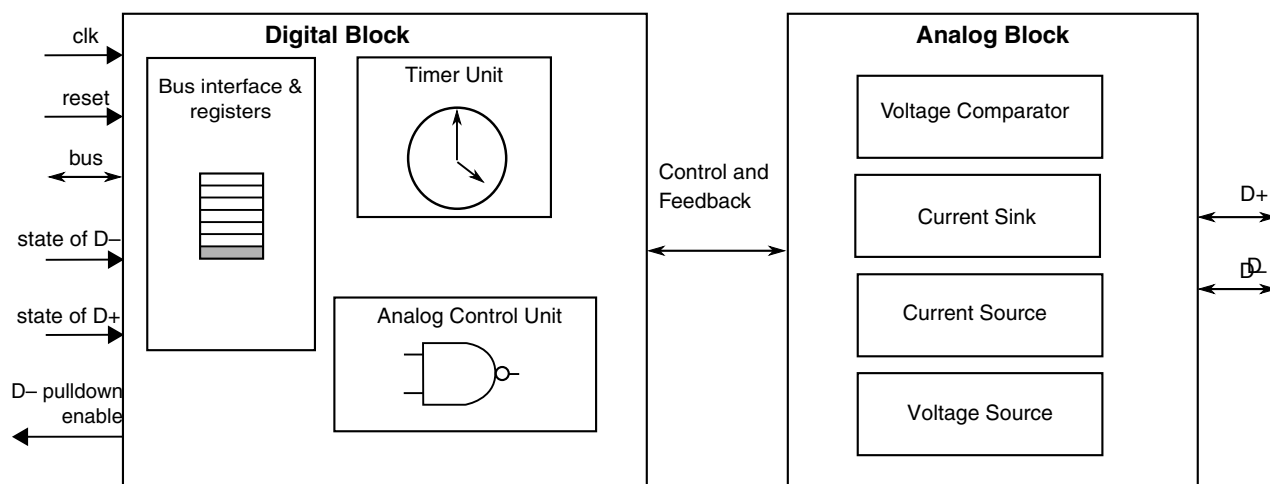 clk
reset
bus
state of D–
state of D+
D– pulldown
enable
Digital Block
Bus interface &
registers
Timer Unit
Analog Control Unit
Control and
Feedback
Analog Block
Voltage Comparator
Current Sink
Current Source
Voltage Source
D+
D–